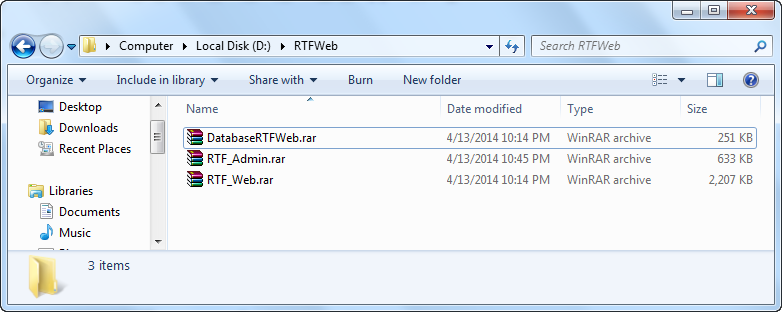 Computer Local Disk (D:) RTFWeb Search RTFWeb
Organize Include in library Share with Burn New folder
Desktop
Downloads
Recent Places
Libraries
Documents
Music
Name Date modified Type Size
DatabaseRTFWeb.rar 4/13/2014 10:14 PM WinRAR archive 251 KB
RTF_Admin.rar 4/13/2014 10:45 PM WinRAR archive 633 KB
RTF_Web.rar 4/13/2014 10:14 PM WinRAR archive 2,207 KB
3 items